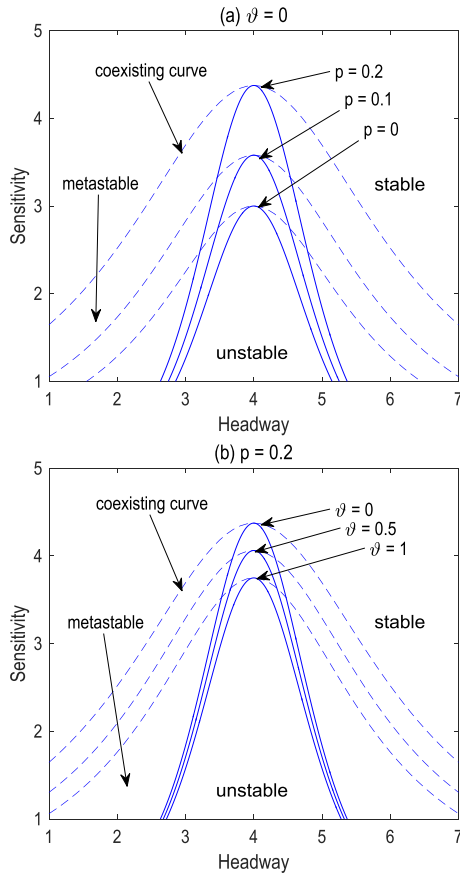 (a) ϑ = 0
5
coexisting curve
p = 0.2
p = 0.1
4
p = 0
metastable
stable
3
Sensitivity
2
unstable
1
1 2 3 4 5 6 7
Headway
(b) p = 0.2
5
coexisting curve
ϑ = 0
ϑ = 0.5
4
ϑ = 1
metastable
stable
3
Sensitivity
2
unstable
1
1 2 3 4 5 6 7
Headway